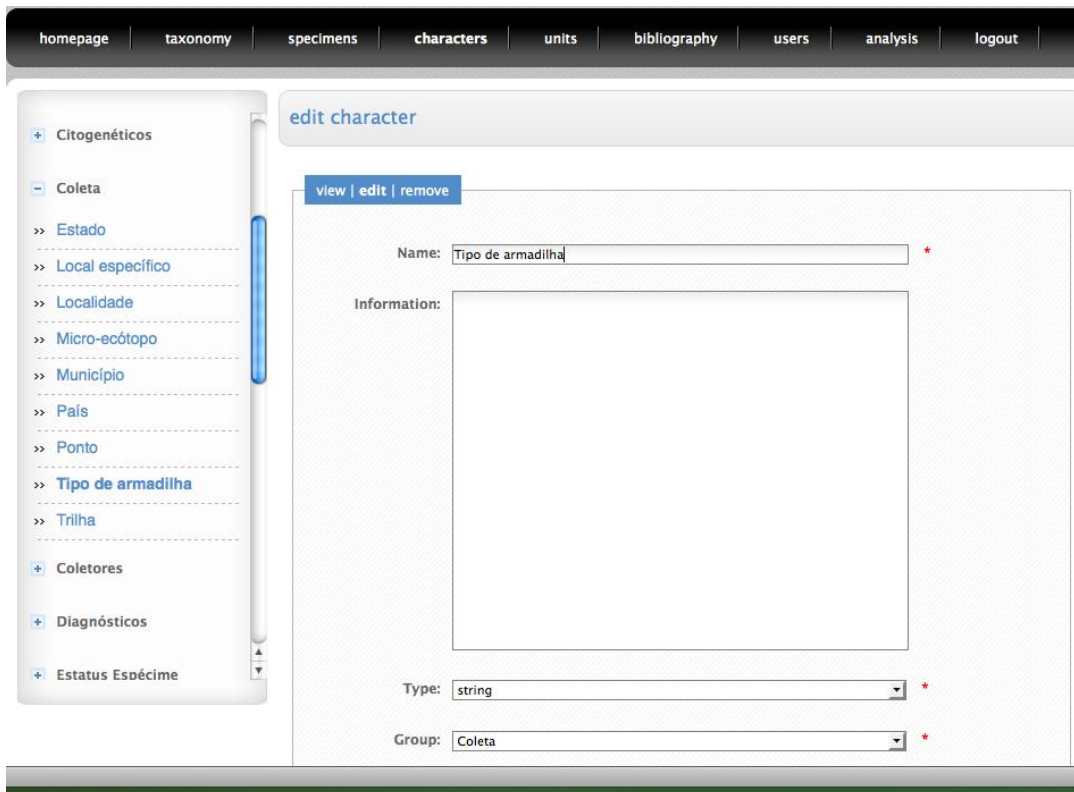 homepage taxonomy specimens characters units bibliography users analysis logout
edit character
+ Citogenéticos
- Coleta
>> Estado
>> Local específico
>> Localidade
>> Micro-ecótopo
>> Município
>> País
>> Ponto
>> Tipo de armadilha
>> Trilha
+ Coletores
+ Diagnósticos
+ Estatus Espécime
view | edit | remove
Name: Tipo de armadilha *
Information:
Type: string *
Group: Coleta *